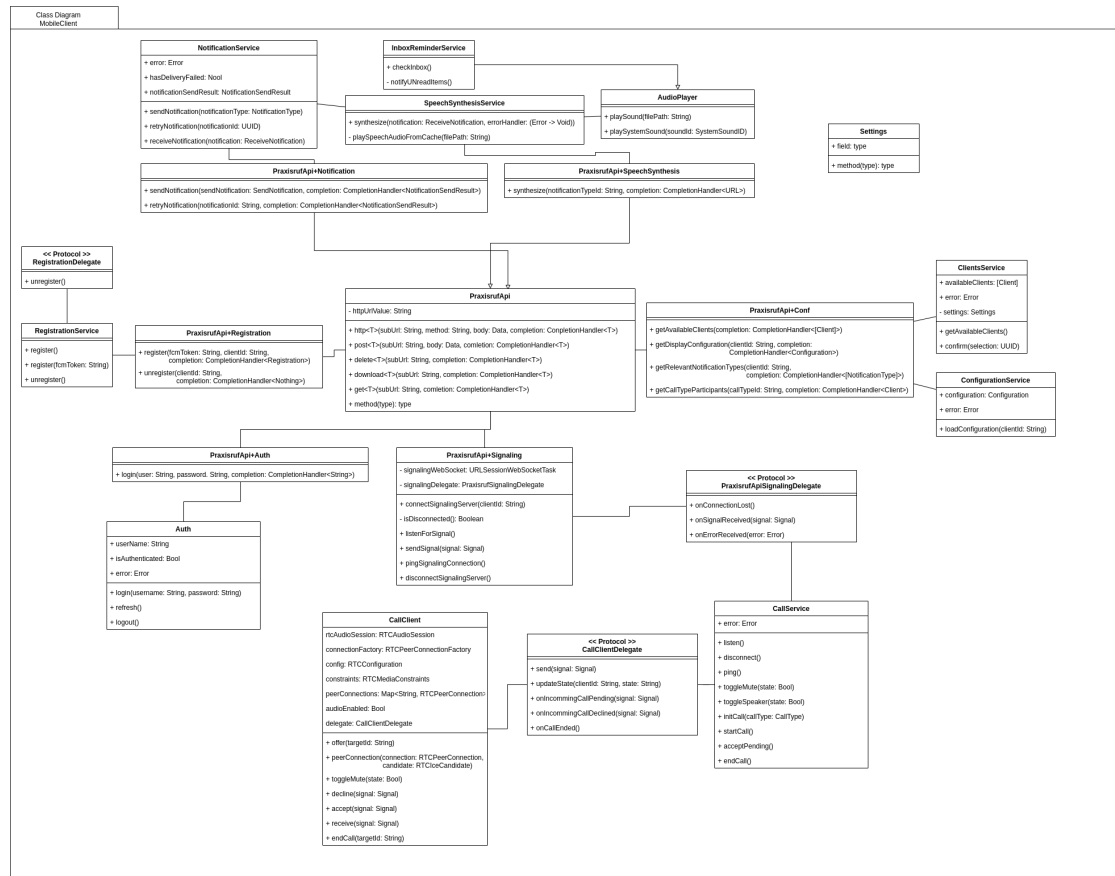 Class Diagram
MobileClient
NotificationService
+ error: Error
+ hasDeliveryFailed: Nool
+ notificationSendResult: NotificationSendResult
+ sendNotification(notificationType: NotificationType)
+ retryNotification(notificationId: UUID)
+ receiveNotification(notification: ReceiveNotification)
InboxReminderService
+ checkInbox()
- notifyUNreadItems()
SpeechSynthesisService
+ synthesize(notification: ReceiveNotification, errorHandler: (Error -> Void))
- playSpeechAudioFromCache(filePath: String)
AudioPlayer
+ playSound(filePath: String)
+ playSystemSound(soundId: SystemSoundID)
Settings
+ field: type
+ method(type): type
PraxisrufApi+Notification
+ sendNotification(sendNotification: SendNotification, completion: CompletionHandler<NotificationSendResult>)
+ retryNotification(notificationId: String, completion: CompletionHandler<NotificationSendResult>)
PraxisrufApi+SpeechSynthesis
+ synthesize(notificationTypeId: String, completion: CompletionHandler<URL>)
<< Protocol >>
RegistrationDelegate
+ unregister()
RegistrationService
+ register()
+ register(fcmToken: String)
+ unregister()
PraxisrufApi+Registration
+ register(fcmToken: String, clientId: String,
completion: CompletionHandler<Registration>)
+ unregister(clientId: String,
completion: CompletionHandler<Nothing>)
PraxisrufApi
- httpUrlValue: String
+ http<T>(subUrl: String, method: String, body: Data, completion: ConpletionHandler<T>)
+ post<T>(subUrl: String, body: Data, comletion: CompletionHandler<T>)
+ delete<T>(subUrl: String, completion: CompletionHandler<T>)
+ download<T>(subUrl: String, completion: CompletionHandler<T>)
+ get<T>(subUrl: String, comletion: CompletionHandler<T>)
+ method(type): type
PraxisrufApi+Conf
+ getAvailableClients(completion: CompletionHandler<[Client]>)
+ getDisplayConfiguration(clientId: String, completion:
CompletionHandler<Configuration>)
+ getRelevantNotificationTypes(clientId: String,
completion: CompletionHandler<[NotificationType]>)
+ getCallTypeParticipants(callTypeId: String, completion: CompletionHandler<Client>)
ClientsService
+ availableClients: [Client]
+ error: Error
- settings: Settings
+ getAvailableClients()
+ confirm(selection: UUID)
ConfigurationService
+ configuration: Configuration
+ error: Error
+ loadConfiguration(clientId: String)
PraxisrufApi+Auth
+ login(user: String, password. String, completion: CompletionHandler<String>)
Auth
+ userName: String
+ isAuthenticated: Bool
+ error: Error
+ login(username: String, password: String)
+ refresh()
+ logout()
PraxisrufApi+Signaling
- signalingWebSocket: URLSessionWebSocketTask
- signalingDelegate: PraxisrufSignalingDelegate
+ connectSignalingServer(clientId: String)
- isDisconnected(): Boolean
+ listenForSignal()
+ sendSignal(signal: Signal)
+ pingSignalingConnection()
+ disconnectSignalingServer()
<< Protocol >>
PraxisrufApiSignalingDelegate
+ onConnectionLost()
+ onSignalReceived(signal: Signal)
+ onErrorReceived(error: Error)
CallClient
rtcAudioSession: RTCAudioSession
connectionFactory: RTCPeerConnectionFactory
config: RTCConfiguration
constraints: RTCMediaConstraints
peerConnections: Map<String, RTCPeerConnection>
audioEnabled: Bool
delegate: CallClientDelegate
+ offer(targetId: String)
+ peerConnection(connection: RTCPeerConnection,
candidate: RTCIceCandidate)
+ toggleMute(state: Bool)
+ decline(signal: Signal)
+ accept(signal: Signal)
+ receive(signal: Signal)
+ endCall(targetId: String)
<< Protocol >>
CallClientDelegate
+ send(signal: Signal)
+ updateState(clientId: String, state: String)
+ onIncommingCallPending(signal: Signal)
+ onIncommingCallDeclined(signal: Signal)
+ onCallEnded()
CallService
+ error: Error
+ listen()
+ disconnect()
+ ping()
+ toggleMute(state: Bool)
+ toggleSpeaker(state: Bool)
+ initCall(callType: CallType)
+ startCall()
+ acceptPending()
+ endCall()